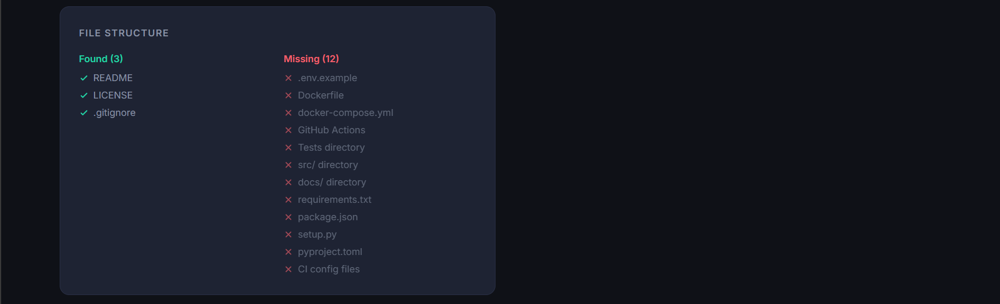 FILE STRUCTURE
Found (3)
README
LICENSE
.gitignore
Missing (12)
.env.example
Dockerfile
docker-compose.yml
GitHub Actions
Tests directory
src/ directory
docs/ directory
requirements.txt
package.json
setup.py
pyproject.toml
CI config files